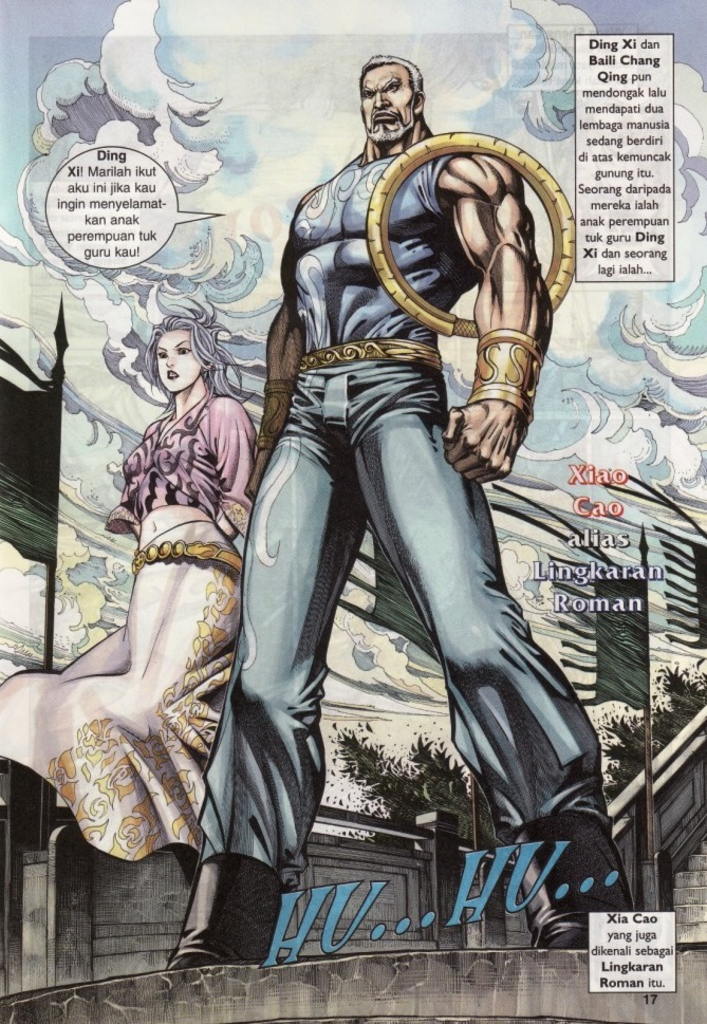 Ding Xi dan
Baili Chang
Qing pun
mendongak lalu
mendapati dua
lembaga manusia
sedang berdiri
di atas kemuncak
gunung itu.
Seorang daripada
mereka ialah
anak perempuan
tuk guru Ding
Xi dan seorang
lagi ialah...
Ding
Xi! Marilah ikut
aku ini jika kau
ingin menyelamat-
kan anak
perempuan tuk
guru kau!
Xiao
Cao
alias
Lingkaran
Roman
HU... HU...
Xia Cao
yang juga
dikenali sebagai
Lingkaran
Roman itu.
17